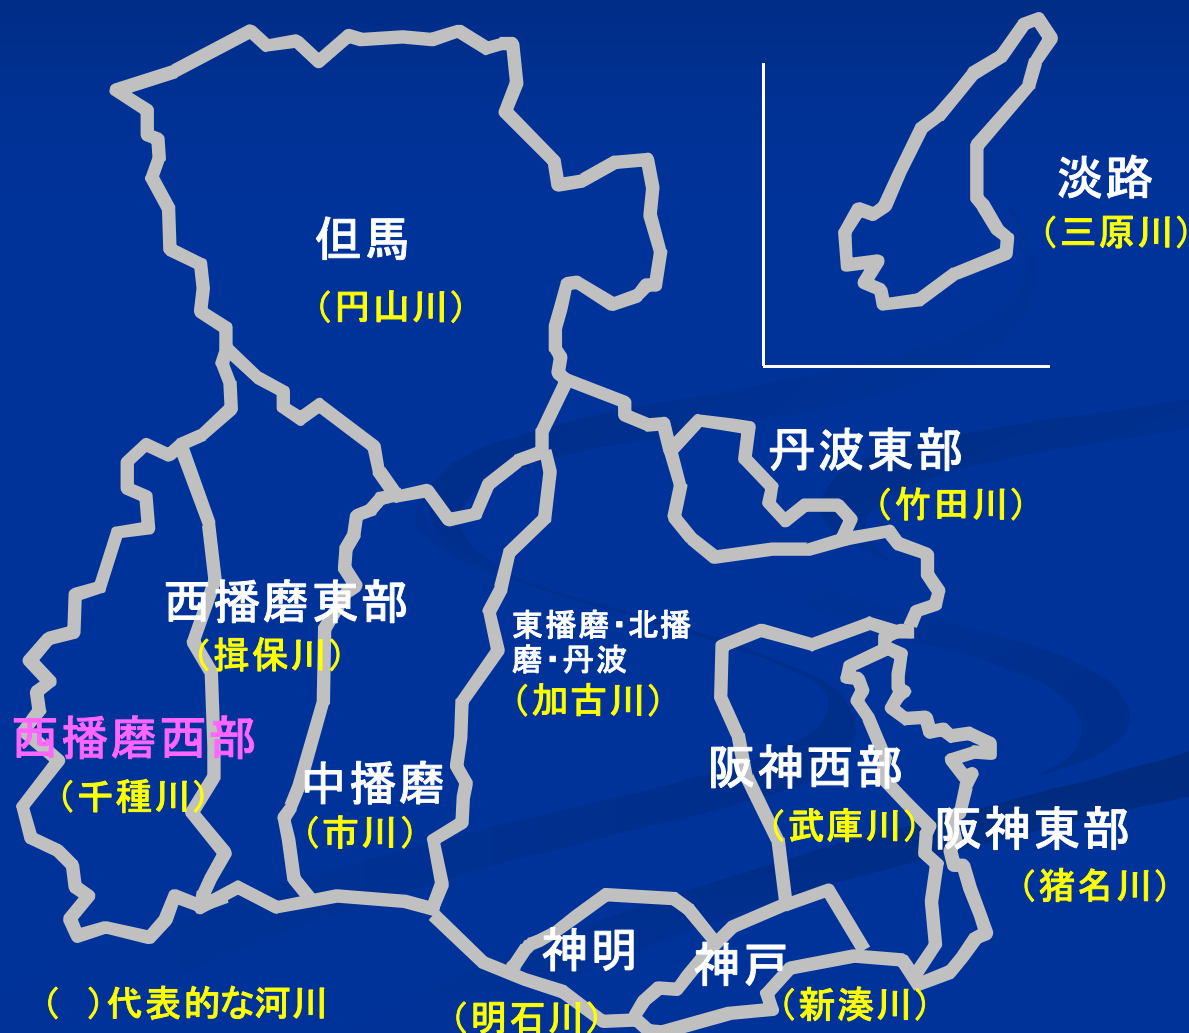 淡路
（三原川）
但馬
（円山川）
丹波東部
（竹田川）
西播磨東部
（揖保川）
東播磨・北播
磨・丹波
（加古川）
西播磨西部
（千種川）
中播磨
（市川）
阪神西部
（武庫川）
阪神東部
（猪名川）
神明
（明石川）
神戸
（新湊川）
（　）代表的な河川